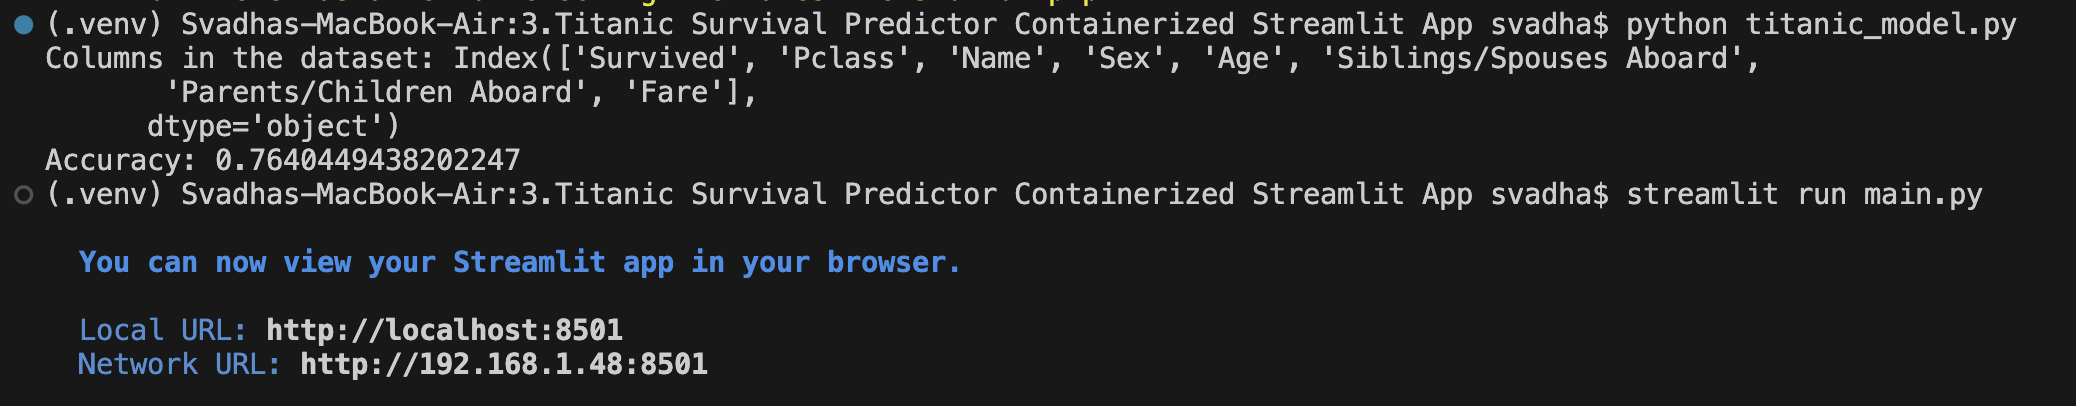 (.venv) Svadhas-MacBook-Air:3.Titanic Survival Predictor Containerized Streamlit App svadha$ python titanic_model.py
Columns in the dataset: Index(['Survived', 'Pclass', 'Name', 'Sex', 'Age', 'Siblings/Spouses Aboard',
'Parents/Children Aboard', 'Fare'],
dtype='object')
Accuracy: 0.7640449438202247
(.venv) Svadhas-MacBook-Air:3.Titanic Survival Predictor Containerized Streamlit App svadha$ streamlit run main.py
You can now view your Streamlit app in your browser.
Local URL: http://localhost:8501
Network URL: http://192.168.1.48:8501